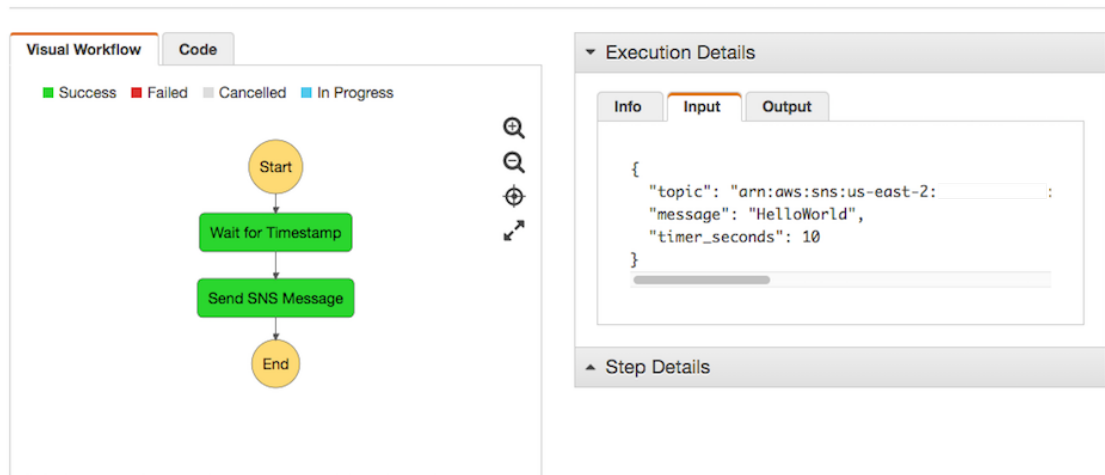 Visual Workflow Code
Success Failed Cancelled In Progress
Start
Wait for Timestamp
Send SNS Message
End
Execution Details
Info Input Output
{
"topic": "arn:aws:sns:us-east-2: :
"message": "HelloWorld",
"timer_seconds": 10
}
Step Details